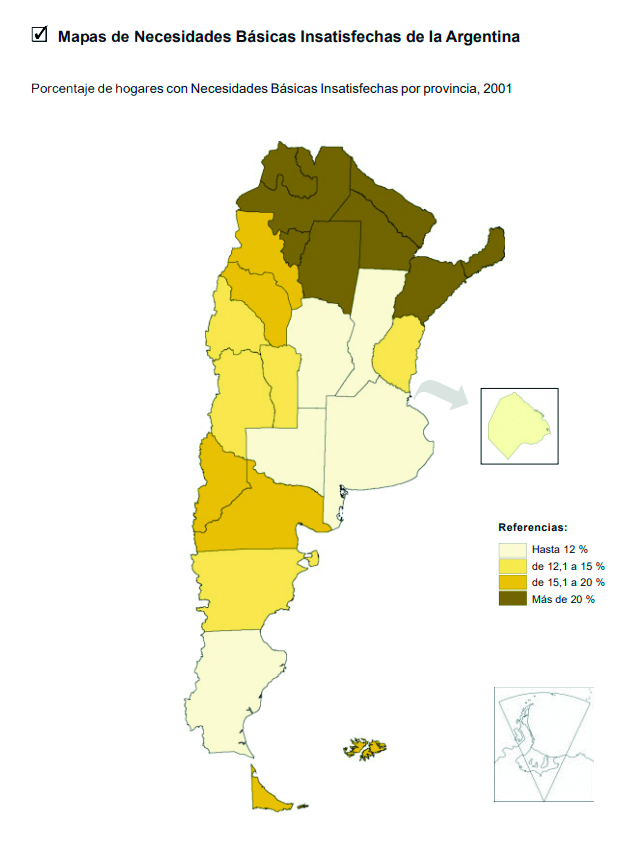 Mapas de Necesidades Básicas Insatisfechas de la Argentina
Porcentaje de hogares con Necesidades Básicas Insatisfechas por provincia, 2001
Referencias:
Hasta 12 %
de 12,1 a 15 %
de 15,1 a 20 %
Más de 20 %